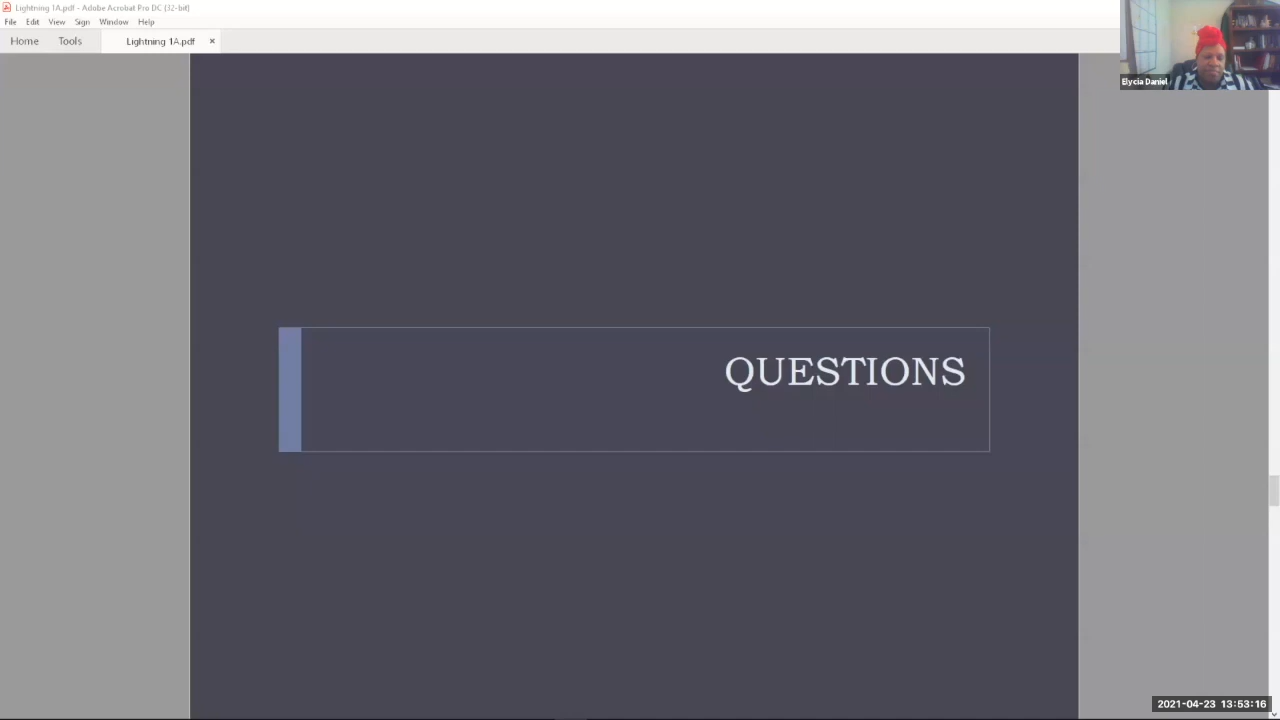 Lightning 1A.pdf - Adobe Acrobat Pro DC (32-bit)
File Edit View Sign Window Help
Home Tools Lightning 1A.pdf ×
Elycia Daniel
QUESTIONS
2021-04-23 13:53:16